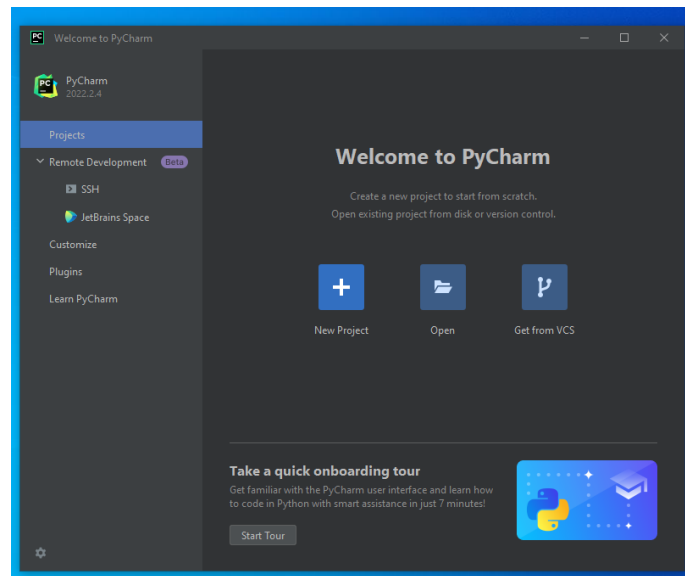 PC
Welcome to PyCharm
PC
PyCharm
2022.2.4
Projects
Remote Development Beta
SSH
JetBrains Space
Customize
Plugins
Learn PyCharm
Welcome to PyCharm
Create a new project to start from scratch.
Open existing project from disk or version control.
New Project Open Get from VCS
Take a quick onboarding tour
Get familiar with the PyCharm user interface and learn how
to code in Python with smart assistance in just 7 minutes!
Start Tour